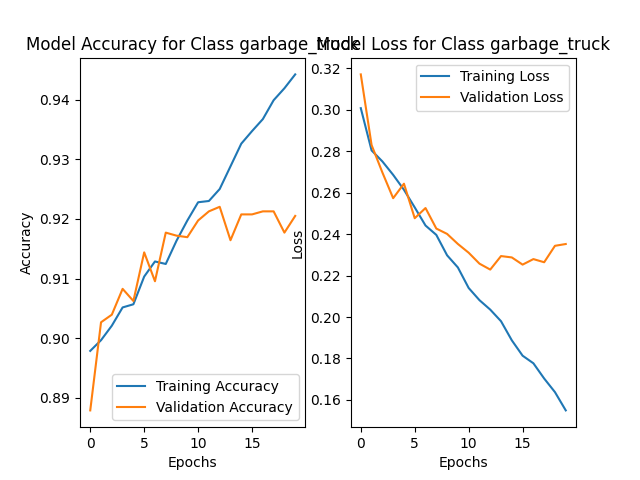 Model Accuracy for Class garbage_truck
Model Loss for Class garbage_truck
Accuracy
0.94
0.93
0.92
0.91
0.90
0.89
0
5
10
15
Epochs
Training Accuracy
Validation Accuracy
Loss
0.32
0.30
0.28
0.26
0.24
0.22
0.20
0.18
0.16
0
5
10
15
Epochs
Training Loss
Validation Loss